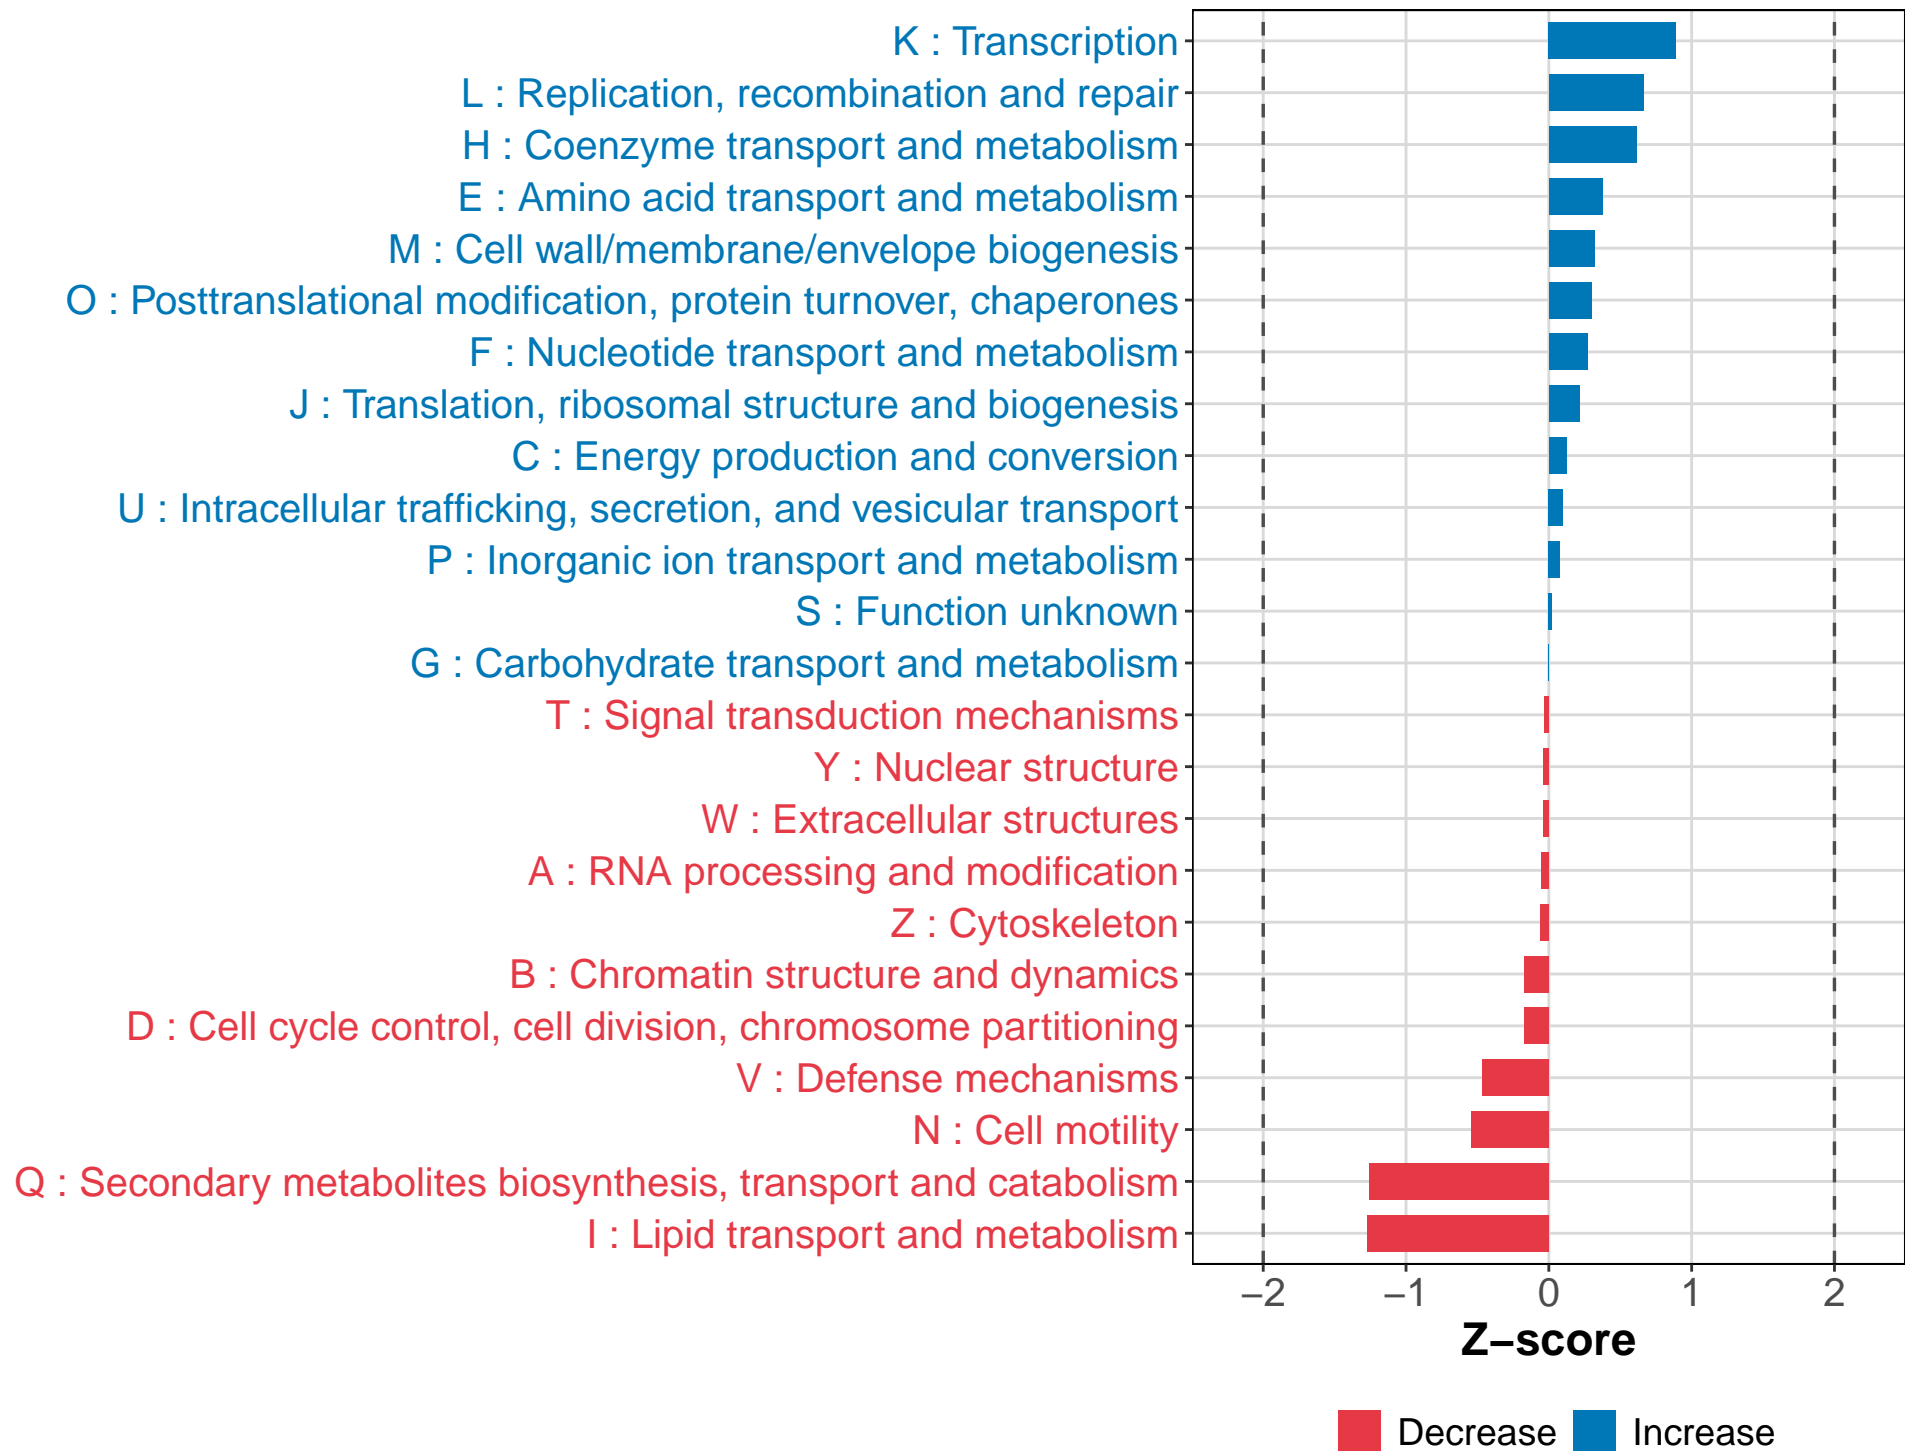 K : Transcription
L : Replication, recombination and repair
H : Coenzyme transport and metabolism
E : Amino acid transport and metabolism
M : Cell wall/membrane/envelope biogenesis
O : Posttranslational modification, protein turnover, chaperones
F : Nucleotide transport and metabolism
J : Translation, ribosomal structure and biogenesis
C : Energy production and conversion
U : Intracellular trafficking, secretion, and vesicular transport
P : Inorganic ion transport and metabolism
S : Function unknown
G : Carbohydrate transport and metabolism
T : Signal transduction mechanisms
Y : Nuclear structure
W : Extracellular structures
A : RNA processing and modification
Z : Cytoskeleton
B : Chromatin structure and dynamics
D : Cell cycle control, cell division, chromosome partitioning
V : Defense mechanisms
N : Cell motility
Q : Secondary metabolites biosynthesis, transport and catabolism
I : Lipid transport and metabolism
−2 −1 0 1 2
Z−score
Decrease Increase